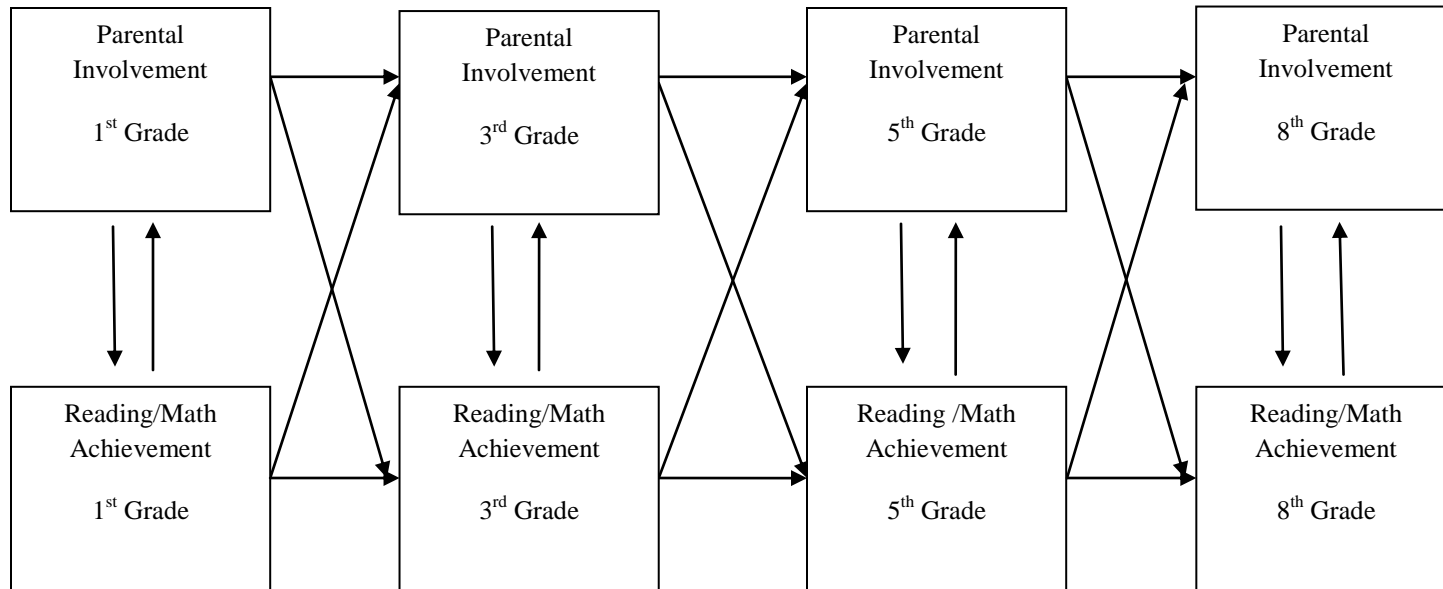 Parental
Involvement
1st Grade
Parental
Involvement
3rd Grade
Parental
Involvement
5th Grade
Parental
Involvement
8th Grade
Reading/Math
Achievement
1st Grade
Reading/Math
Achievement
3rd Grade
Reading /Math
Achievement
5th Grade
Reading/Math
Achievement
8th Grade